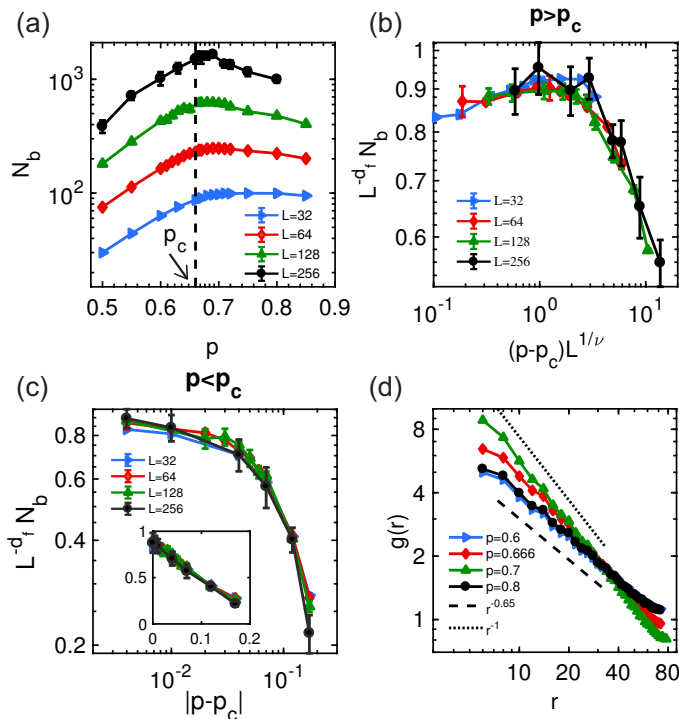 (a)
N_b
10^3
10^2
p_c
L=32
L=64
L=128
L=256
0.5 0.6 0.7 0.8 0.9
p
(b)
p>p_c
L^{-d_f} N_b
1
0.9
0.8
0.7
0.6
L=32
L=64
L=128
L=256
10^{-1} 10^0 10^1
(p-p_c)L^{1/ν}
(c)
p<p_c
L^{-d_f} N_b
0.8
0.6
0.4
0.2
L=32
L=64
L=128
L=256
1
0.5
0
0 0.1 0.2
10^{-2} 10^{-1}
|p-p_c|
(d)
g(r)
8
4
2
1
p=0.6
p=0.666
p=0.7
p=0.8
r^{-0.65}
r^{-1}
10 20 40 60 80
r